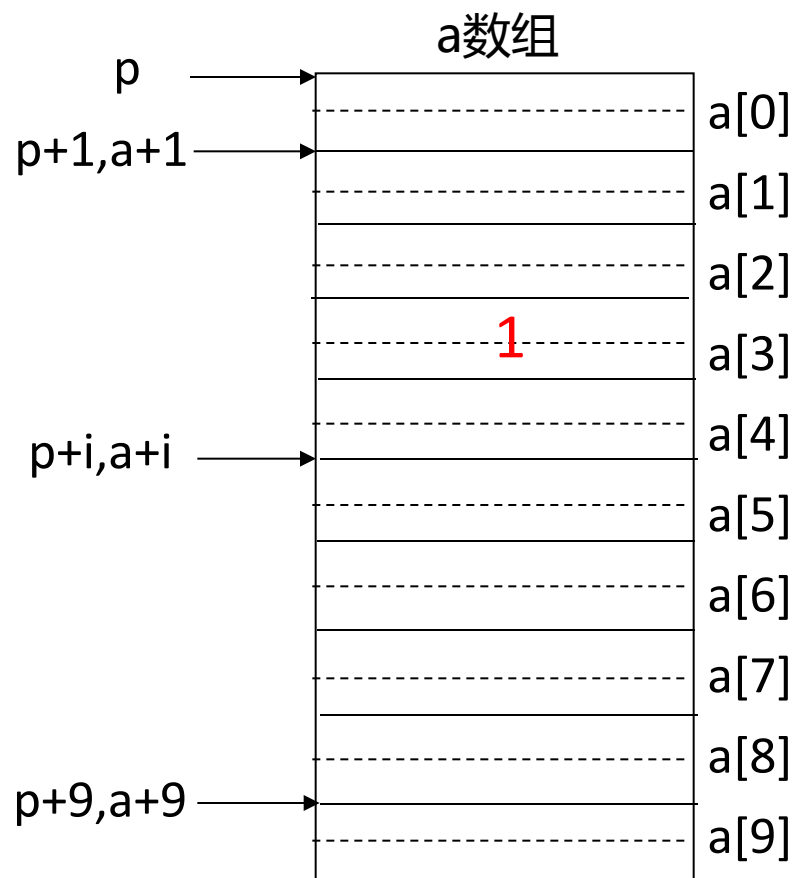 a数组
p
a[0]
p+1,a+1
a[1]
a[2]
1
a[3]
a[4]
p+i,a+i
a[5]
a[6]
a[7]
a[8]
p+9,a+9
a[9]